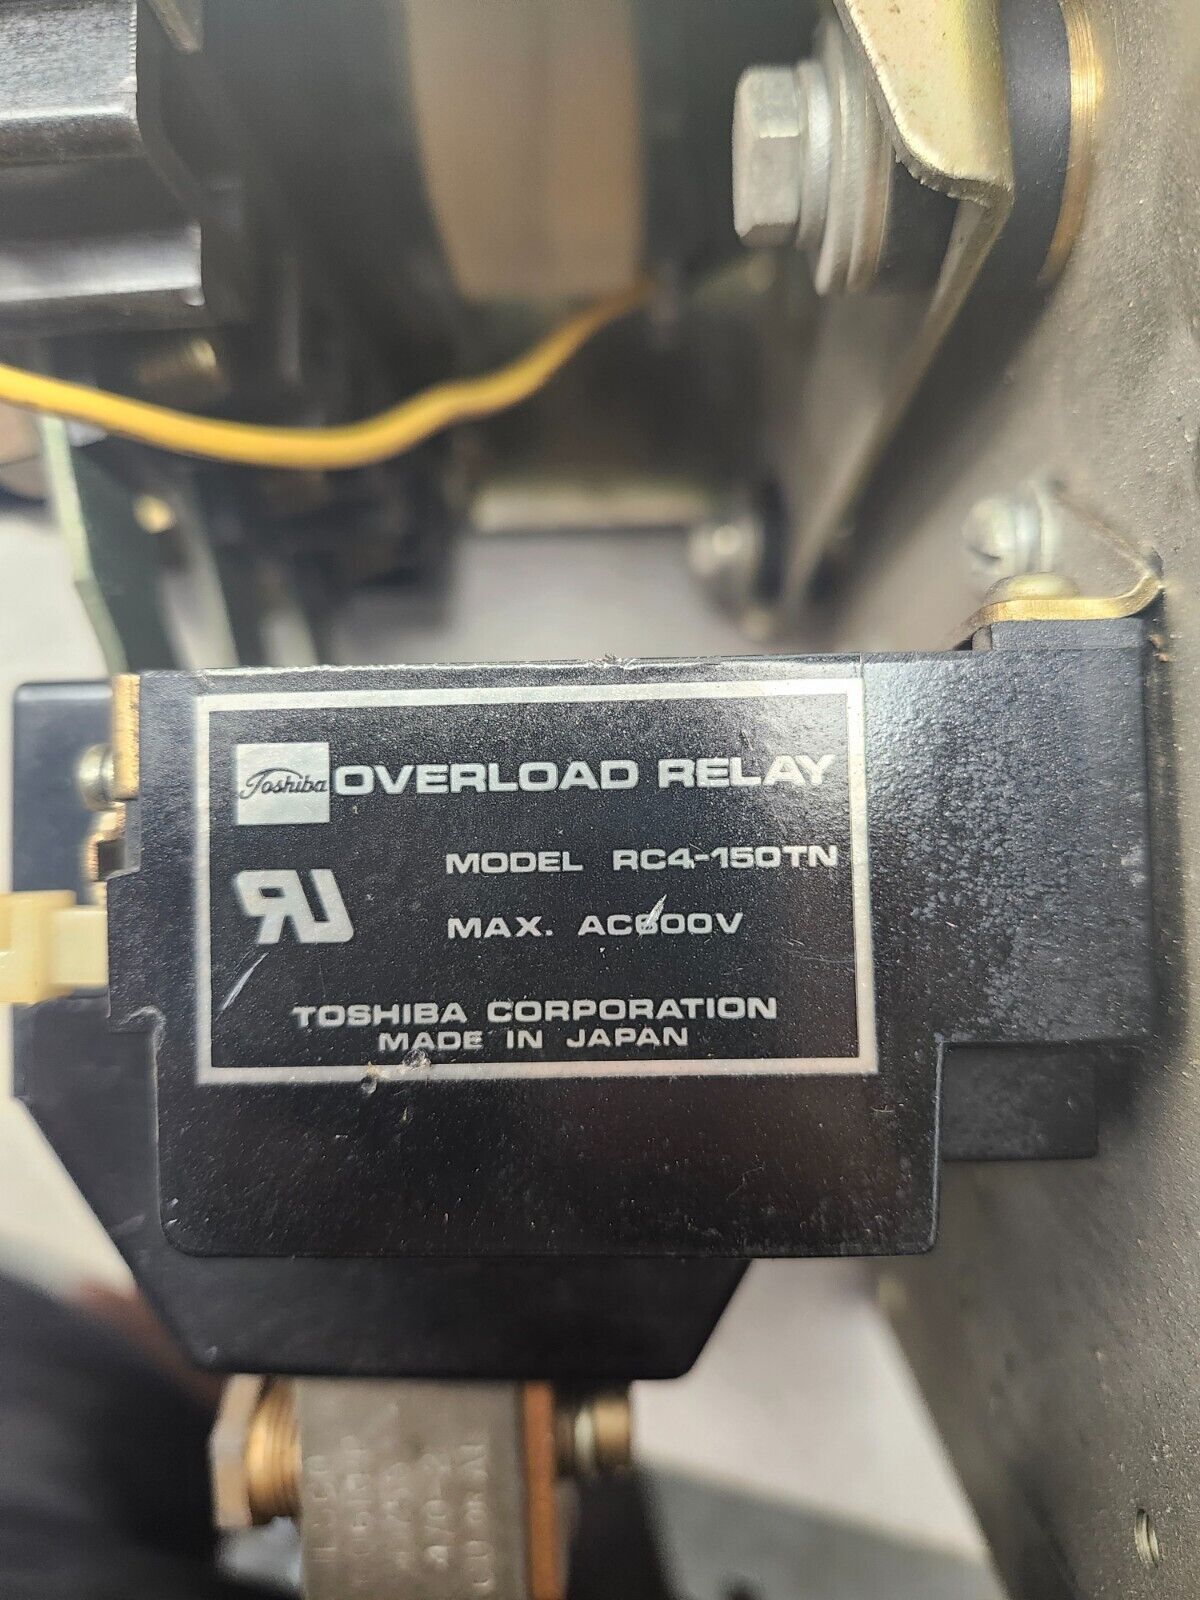 Toshiba OVERLOAD RELAY
MODEL RC4-150TN
MAX. AC600V
TOSHIBA CORPORATION
MADE IN JAPAN